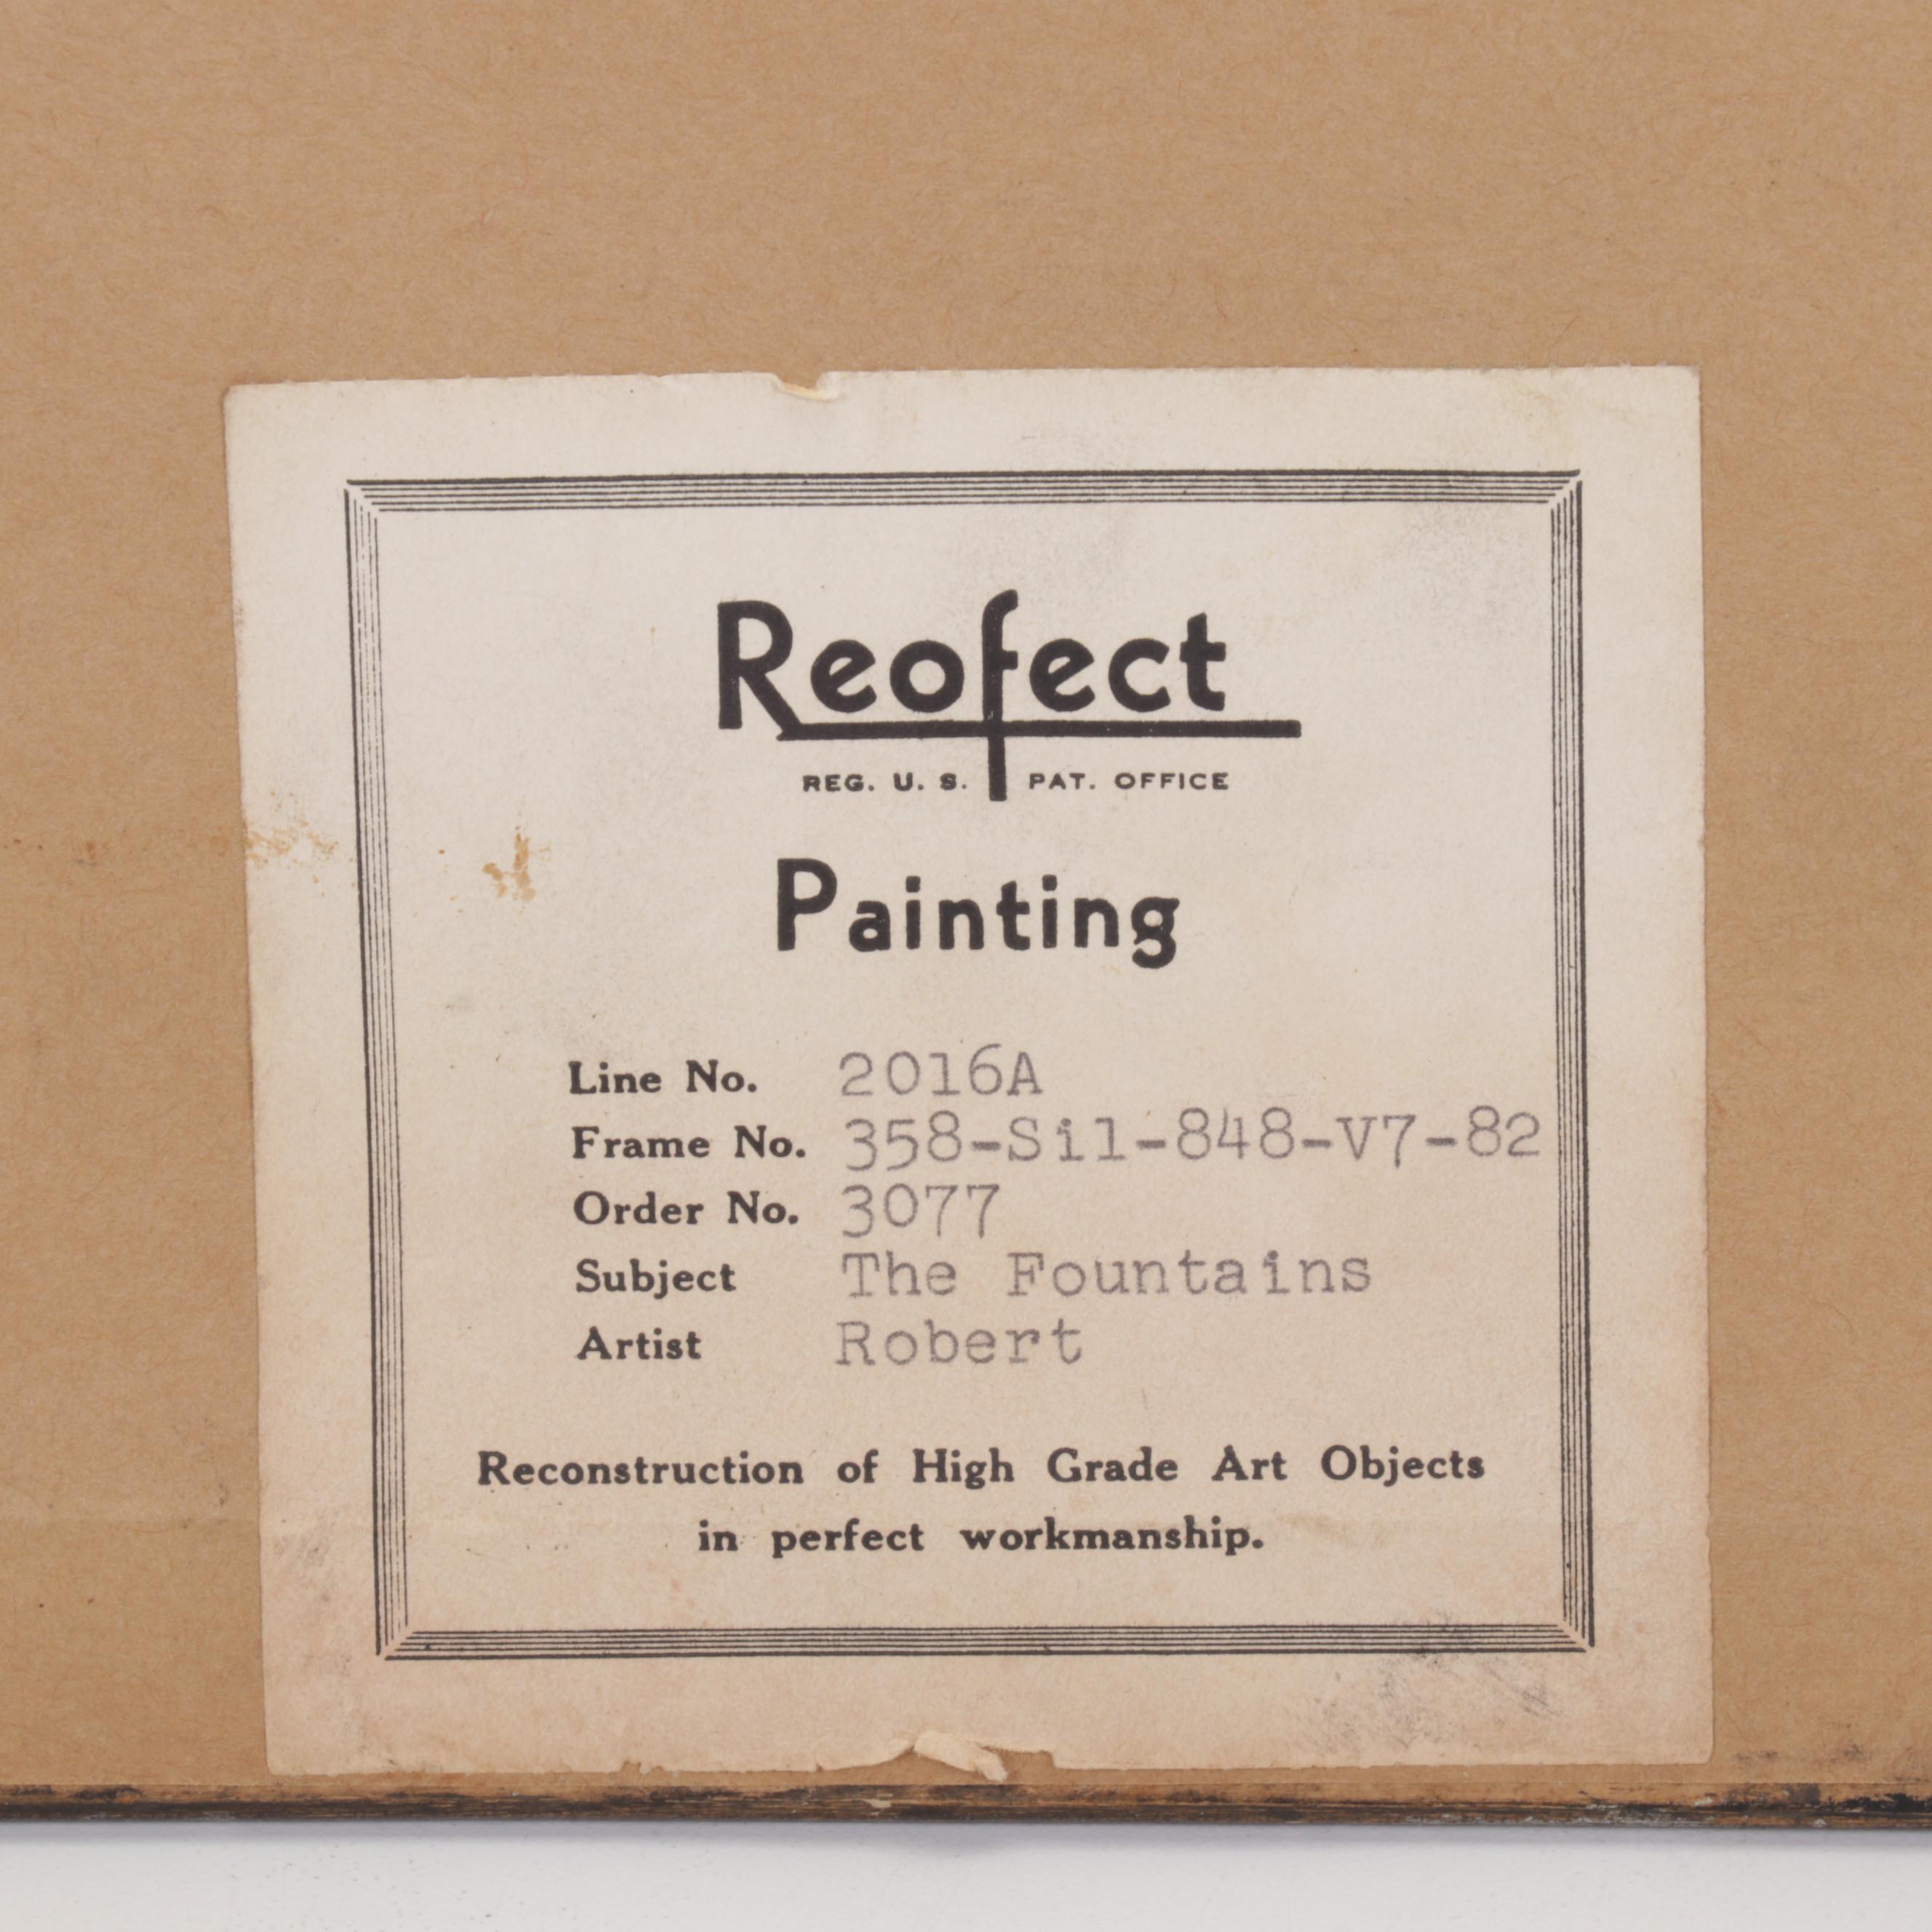 Reofect
REG. U. S. PAT. OFFICE
Painting
Line No. 2016A
Frame No. 358-Sil-848-V7-82
Order No. 3077
Subject The Fountains
Artist Robert
Reconstruction of High Grade Art Objects
in perfect workmanship.